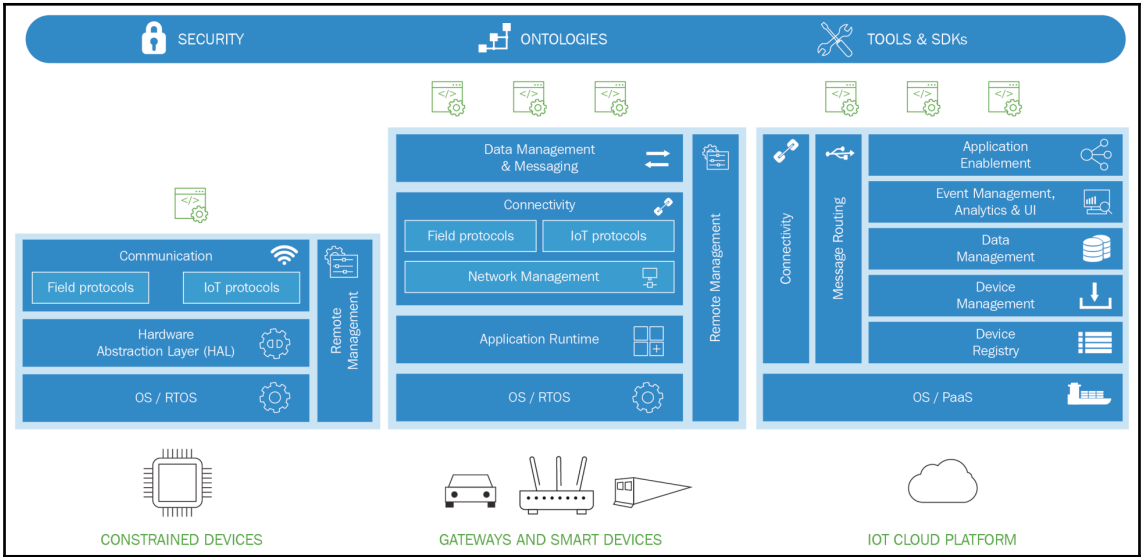 SECURITY
ONTOLOGIES
TOOLS & SDKs
</>
</>
</>
</>
</>
</>
</>
Communication
Field protocols
IoT protocols
Hardware
Abstraction Layer (HAL)
OS / RTOS
Remote
Management
CONSTRAINED DEVICES
Data Management
& Messaging
Connectivity
Field protocols
IoT protocols
Network Management
Application Runtime
OS / RTOS
Remote Management
GATEWAYS AND SMART DEVICES
Connectivity
Message Routing
Application
Enablement
Event Management,
Analytics & UI
Data
Management
Device
Management
Device
Registry
OS / PaaS
IOT CLOUD PLATFORM